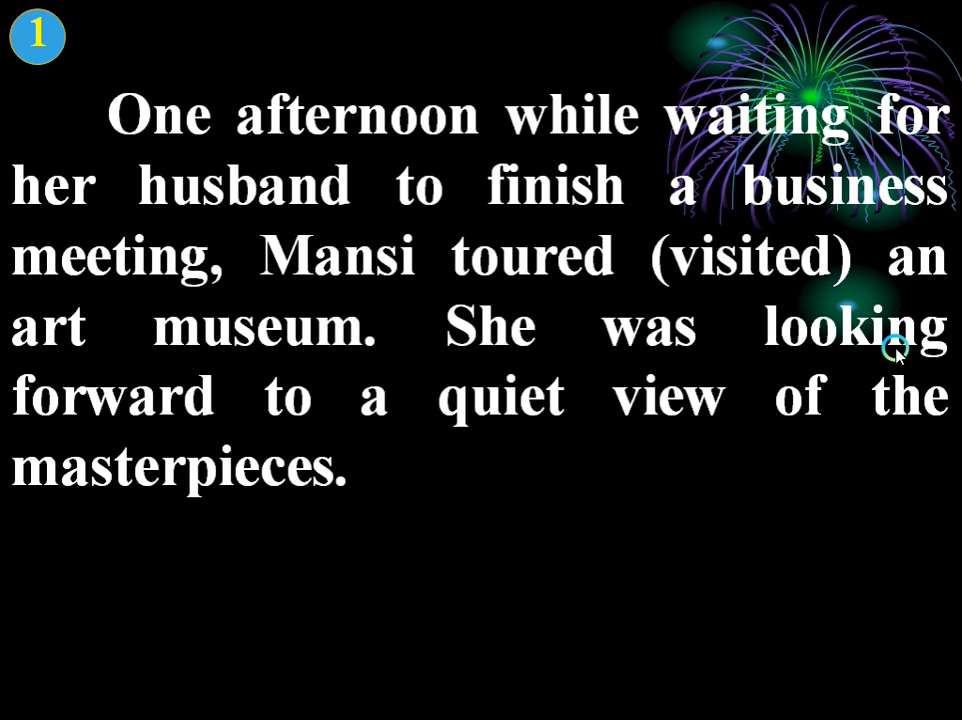 1
One afternoon while waiting for
her husband to finish a business
meeting, Mansi toured (visited) an
art museum. She was looking
forward to a quiet view of the
masterpieces.